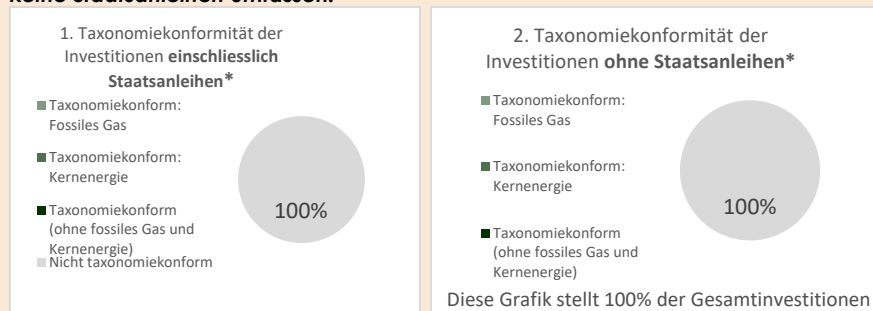 keine Staatsanleihen umfassen.
1. Taxonomiekonformität der
Investitionen einschliesslich
Staatsanleihen*
Taxonomiekonform:
Fossiles Gas
Taxonomiekonform:
Kernenergie
Taxonomiekonform
(ohne fossiles Gas und
Kernenergie)
Nicht taxonomiekonform
100%
2. Taxonomiekonformität der
Investitionen ohne Staatsanleihen*
Taxonomiekonform:
Fossiles Gas
Taxonomiekonform:
Kernenergie
Taxonomiekonform
(ohne fossiles Gas und
Kernenergie)
100%
Diese Grafik stellt 100% der Gesamtinvestitionen